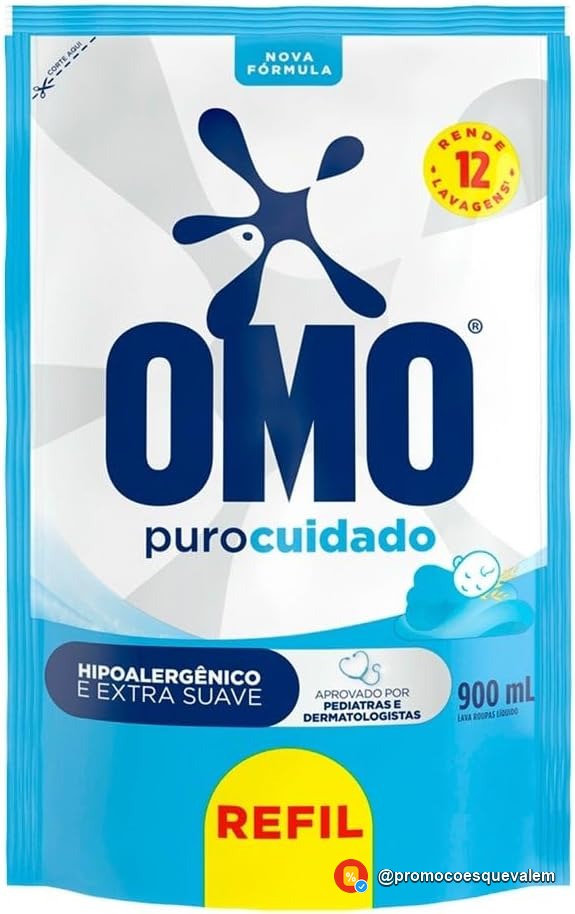 CORTE AQUI
NOVA
FÓRMULA
RENDE
12
LAVAGENS¹
OMO®
purocuidado
HIPOALERGÊNICO
E EXTRA SUAVE
APROVADO POR
PEDIATRAS E
DERMATOLOGISTAS
900 mL
LAVA ROUPAS LÍQUIDO
REFIL
%
@promocoesquevalem